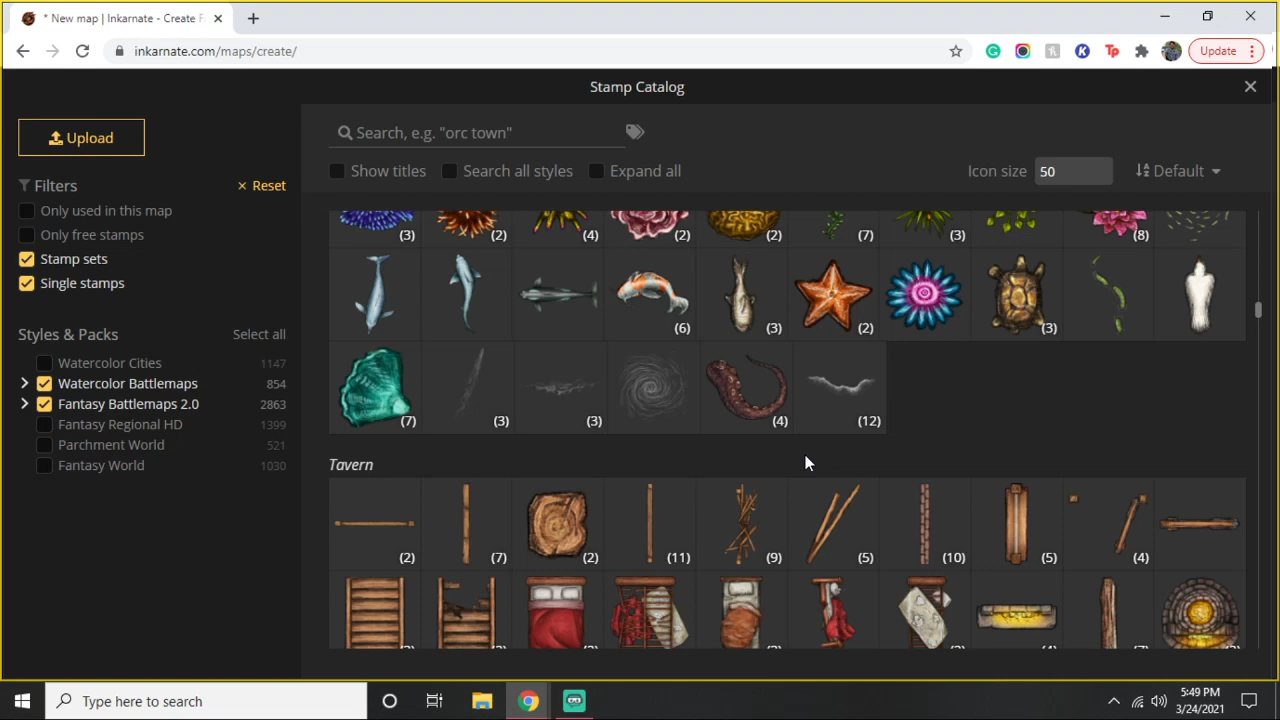 * New map | Inkarnate - Create F
inkarnate.com/maps/create/
Update
Stamp Catalog
Upload
Search, e.g. "orc town"
Show titles
Search all styles
Expand all
Icon size
50
Default
Filters
Reset
Only used in this map
Only free stamps
Stamp sets
Single stamps
Styles & Packs
Select all
Watercolor Cities 1147
Watercolor Battlemaps 854
Fantasy Battlemaps 2.0 2863
Fantasy Regional HD 1399
Parchment World 521
Fantasy World 1030
(3) (2) (4) (2) (2) (7) (3) (8)
(6) (3) (2) (3)
(7) (3) (3) (4) (12)
Tavern
(2) (7) (2) (11) (9) (5) (10) (5) (4)
Type here to search
5:49 PM
3/24/2021